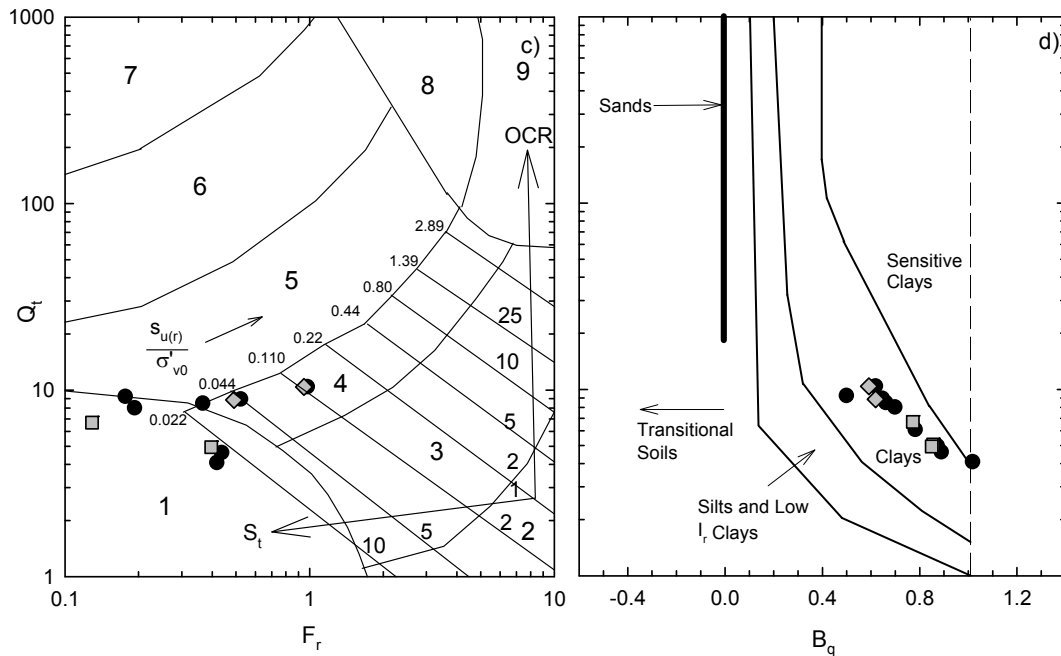 1000
100
10
1
Q_t
c)
7
8
9
OCR
6
2.89
5
1.39
0.80
25
s_u(r)
σ'_v0
0.44
0.22
10
0.110
4
0.044
5
0.022
3
2
1
1
S_t
10
5
2
2
0.1
1
10
F_r
d)
Sands
Sensitive
Clays
Transitional
Soils
Clays
Silts and Low
I_r Clays
-0.4
0.0
0.4
0.8
1.2
B_q